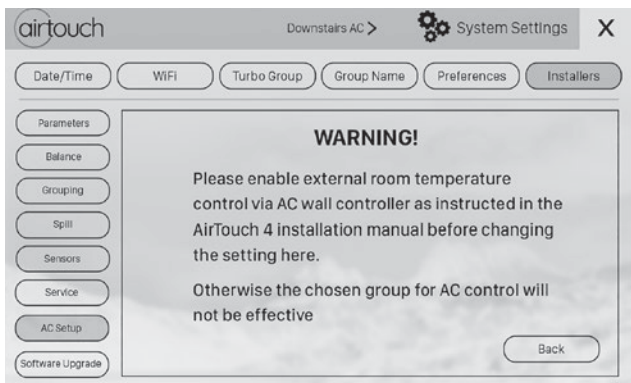 airtouch
Downstairs AC >
System Settings
X
Date/Time
WiFi
Turbo Group
Group Name
Preferences
Installers
Parameters
Balance
Grouping
Spill
Sensors
Service
AC Setup
Software Upgrade
WARNING!
Please enable external room temperature
control via AC wall controller as instructed in the
AirTouch 4 installation manual before changing
the setting here.
Otherwise the chosen group for AC control will
not be effective
Back